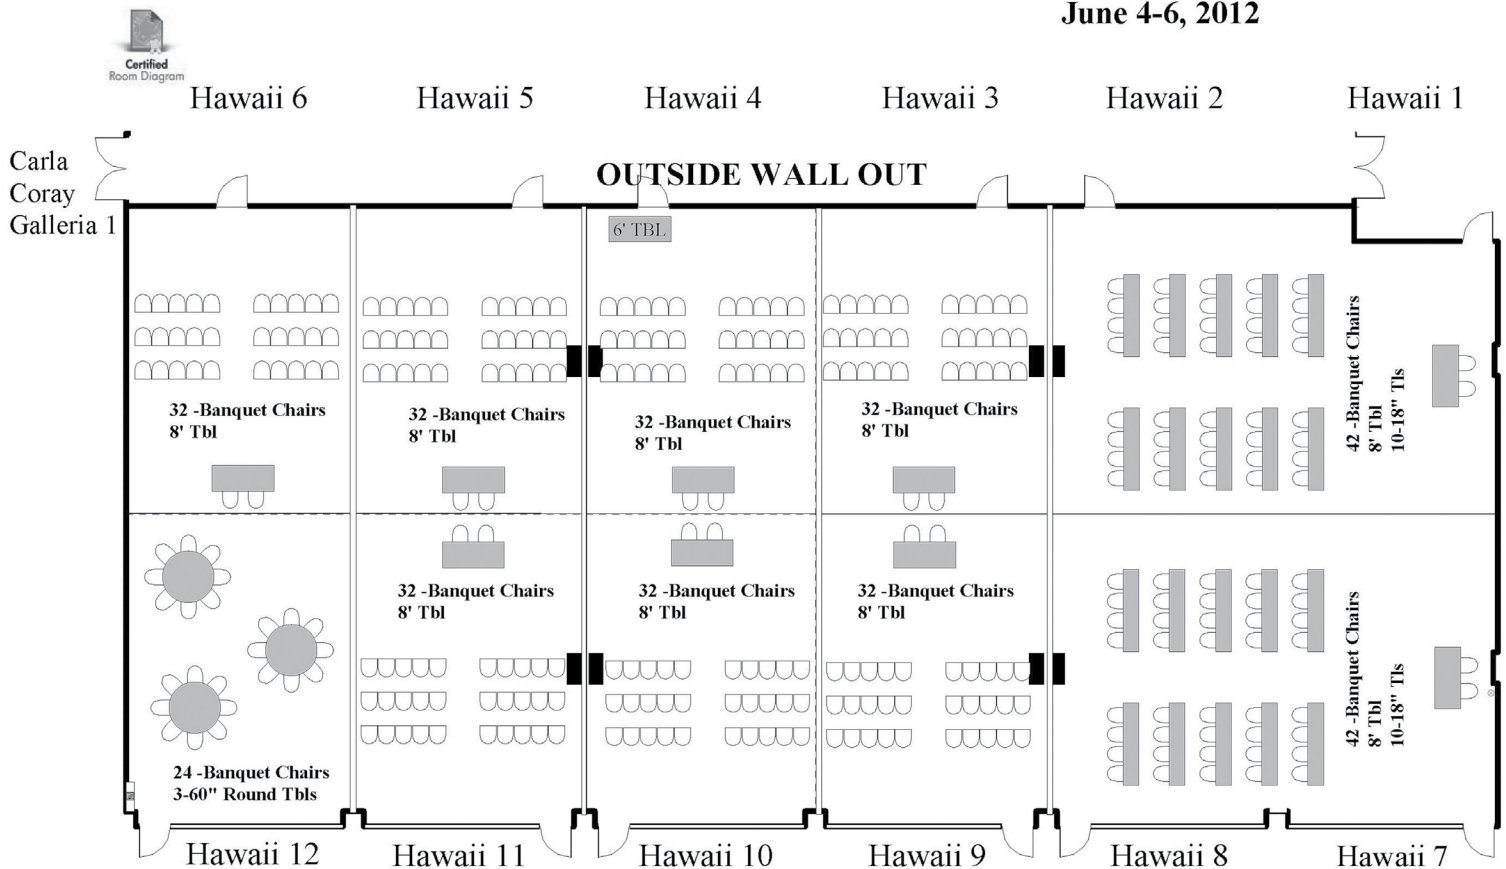 June 4-6, 2012
Certified
Room Diagram
Hawaii 6
Hawaii 5
Hawaii 4
Hawaii 3
Hawaii 2
Hawaii 1
Carla
Coray
Galleria 1
OUTSIDE WALL OUT
6' TBL
32 -Banquet Chairs
8' Tbl
32 -Banquet Chairs
8' Tbl
32 -Banquet Chairs
8' Tbl
32 -Banquet Chairs
8' Tbl
42 -Banquet Chairs
8' Tbl
10-18" Tls
32 -Banquet Chairs
8' Tbl
32 -Banquet Chairs
8' Tbl
32 -Banquet Chairs
8' Tbl
42 -Banquet Chairs
8' Tbl
10-18" Tls
24 -Banquet Chairs
3-60" Round Tbls
Hawaii 12
Hawaii 11
Hawaii 10
Hawaii 9
Hawaii 8
Hawaii 7